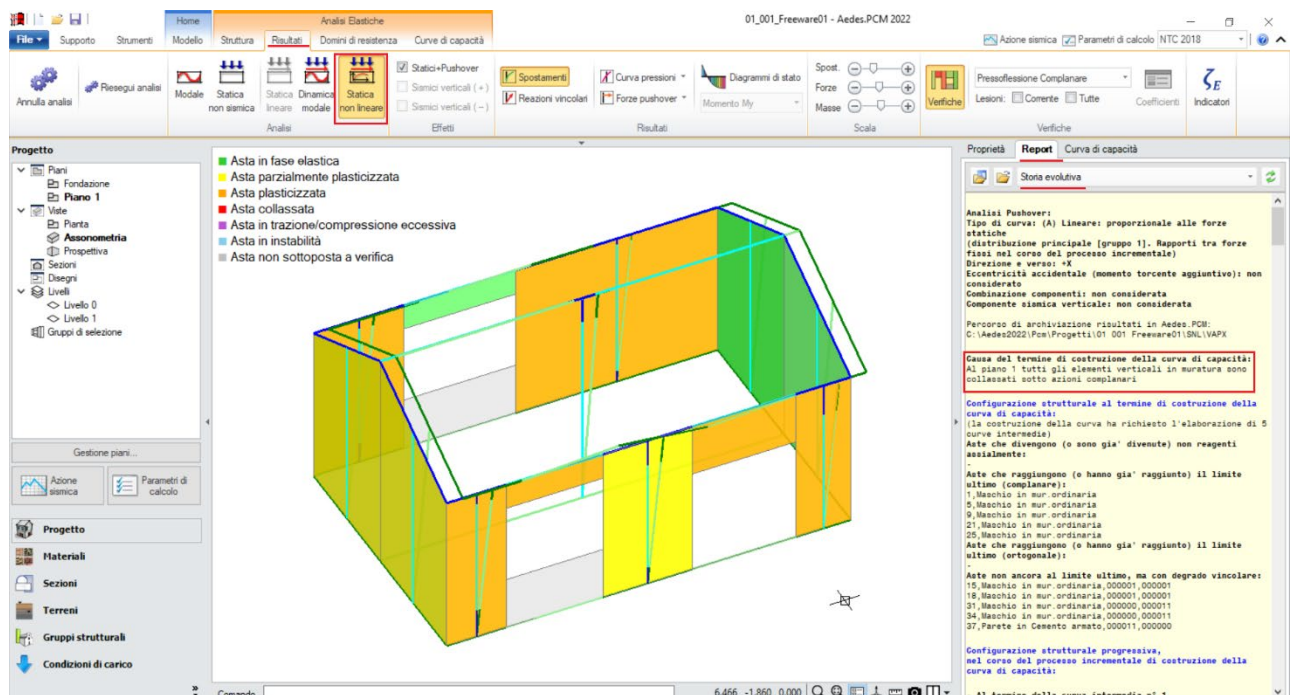 01_001_Freeware01 - Aedes.PCM 2022
Home
Analisi Elastiche
File
Supporto
Strumenti
Modello
Struttura
Risultati
Domini di resistenza
Curve di capacità
Azione sismica
Parametri di calcolo
NTC 2018
Annulla analisi
Riesegui analisi
Modale
Statica
non sismica
Statica
lineare
Dinamica
modale
Statica
non lineare
Analisi
Statici+Pushover
Sismici verticali (+)
Sismici verticali (−)
Effetti
Spostamenti
Reazioni vincolari
Curva pressioni
Forze pushover
Diagrammi di stato
Momento My
Risultati
Spost.
Forze
Masse
Scala
Verifiche
Pressoflessione Complanare
Lesioni:
Corrente
Tutte
Coefficienti
ζE
Indicatori
Verifiche
Progetto
Piani
Fondazione
Piano 1
Viste
Pianta
Assonometria
Prospettiva
Sezioni
Disegni
Livelli
Livello 0
Livello 1
Gruppi di selezione
Gestione piani...
Azione
sismica
Parametri di
calcolo
Progetto
Materiali
Sezioni
Terreni
Gruppi strutturali
Condizioni di carico
Asta in fase elastica
Asta parzialmente plasticizzata
Asta plasticizzata
Asta collassata
Asta in trazione/compressione eccessiva
Asta in instabilità
Asta non sottoposta a verifica
Comando
6.466 -1.860 0.000
Proprietà
Report
Curva di capacità
Storia evolutiva
Analisi Pushover:
Tipo di curva: (A) Lineare: proporzionale alle forze
statiche
(distribuzione principale [gruppo 1]. Rapporti tra forze
fissi nel corso del processo incrementale)
Direzione e verso: +X
Eccentricità accidentale (momento torcente aggiuntivo): non
considerato
Combinazione componenti: non considerata
Componente sismica verticale: non considerata
Percorso di archiviazione risultati in Aedes.PCM:
C:\Aedes2022\Pcm\Progetti\01 001 Freeware01\SNL\VAPX
Causa del termine di costruzione della curva di capacità:
Al piano 1 tutti gli elementi verticali in muratura sono
collassati sotto azioni complanari
Configurazione strutturale al termine di costruzione della
curva di capacità:
(la costruzione della curva ha richiesto l'elaborazione di 5
curve intermedie)
Aste che divengono (o sono gia' divenute) non reagenti
assialmente:
-
Aste che raggiungono (o hanno gia' raggiunto) il limite
ultimo (complanare):
1,Maschio in mur.ordinaria
5,Maschio in mur.ordinaria
9,Maschio in mur.ordinaria
21,Maschio in mur.ordinaria
25,Maschio in mur.ordinaria
Aste che raggiungono (o hanno gia' raggiunto) il limite
ultimo (ortogonale):
-
Aste non ancora al limite ultimo, ma con degrado vincolare:
15,Maschio in mur.ordinaria,000001,000001
18,Maschio in mur.ordinaria,000001,000001
31,Maschio in mur.ordinaria,000000,000011
34,Maschio in mur.ordinaria,000000,000011
37,Parete in Cemento armato,000011,000000
Configurazione strutturale progressiva,
nel corso del processo incrementale di costruzione della
curva di capacità: